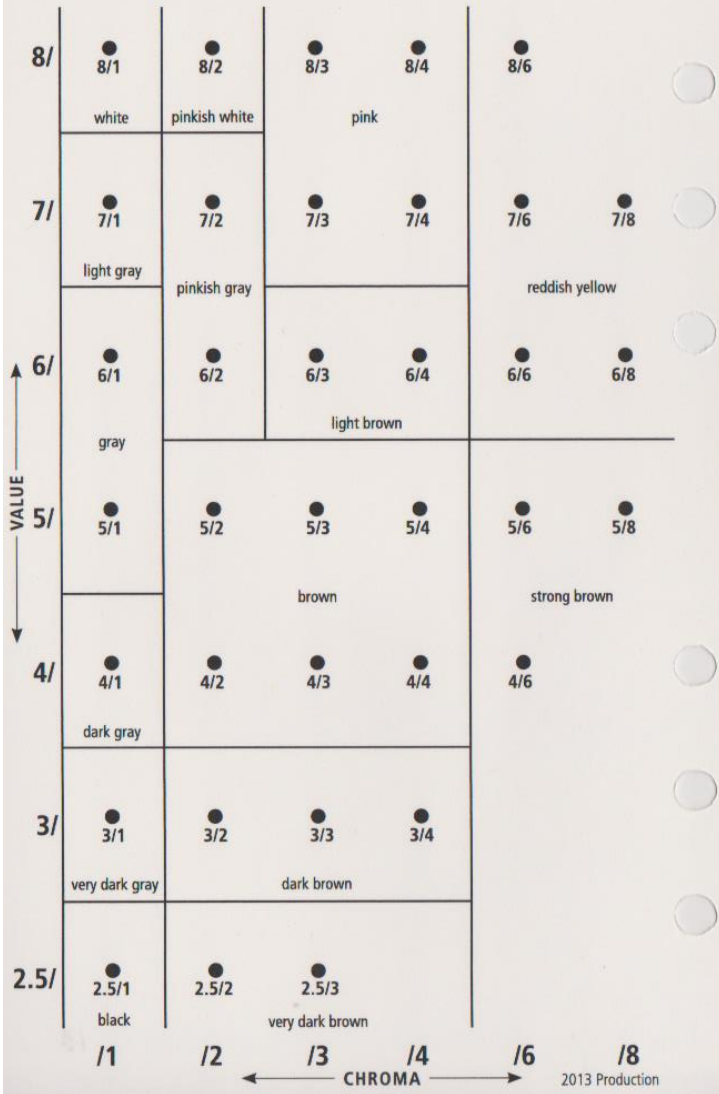 8/ 8/1 8/2 8/3 8/4 8/6
white pinkish white pink
7/ 7/1 7/2 7/3 7/4 7/6 7/8
light gray pinkish gray reddish yellow
6/ 6/1 6/2 6/3 6/4 6/6 6/8
light brown
gray
VALUE
5/ 5/1 5/2 5/3 5/4 5/6 5/8
brown strong brown
4/ 4/1 4/2 4/3 4/4 4/6
dark gray
3/ 3/1 3/2 3/3 3/4
very dark gray dark brown
2.5/ 2.5/1 2.5/2 2.5/3
black very dark brown
/1 /2 /3 /4 /6 /8
CHROMA 2013 Production